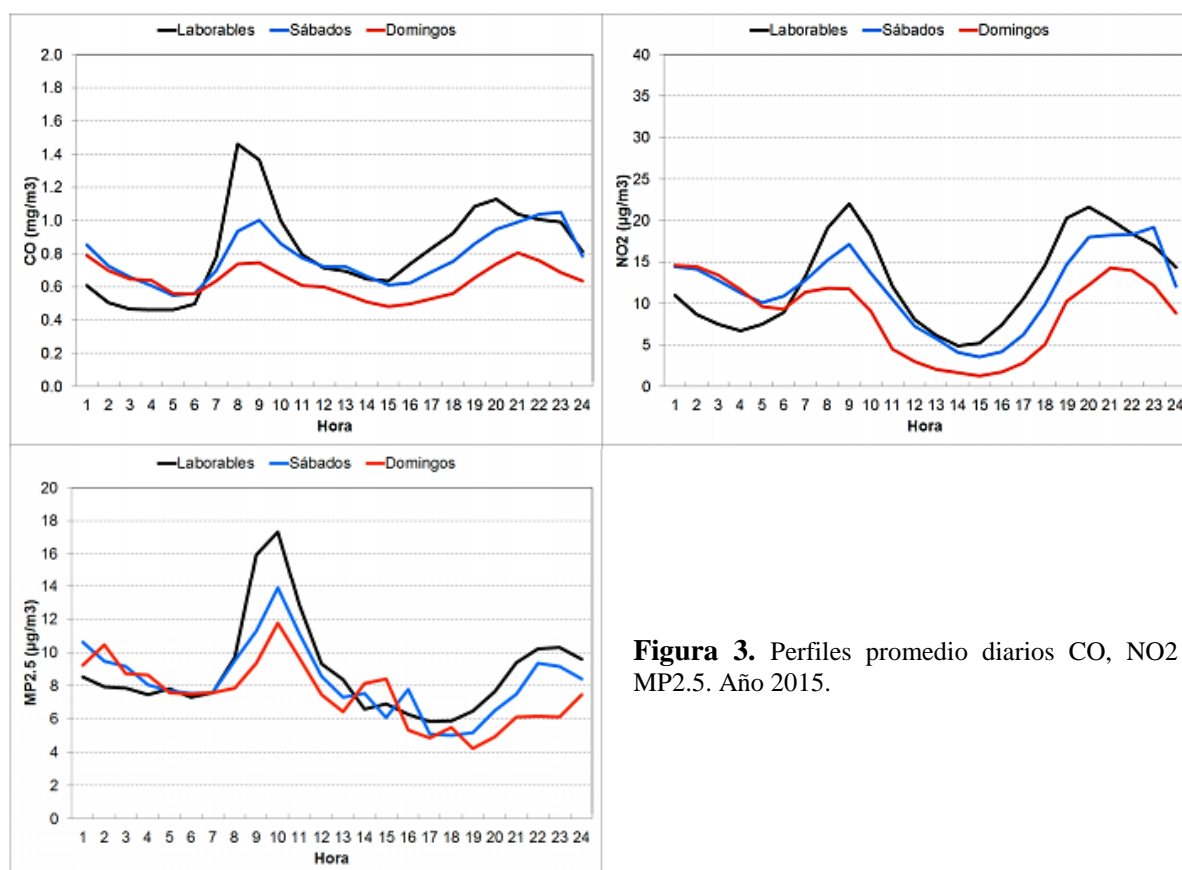 Laborables Sábados Domingos
2.0
1.8
1.6
1.4
1.2
1.0
0.8
0.6
0.4
0.2
0.0
CO (mg/m3)
1 2 3 4 5 6 7 8 9 10 11 12 13 14 15 16 17 18 19 20 21 22 23 24
Hora
Laborables Sábados Domingos
40
35
30
25
20
15
10
5
0
NO2 (µg/m3)
1 2 3 4 5 6 7 8 9 10 11 12 13 14 15 16 17 18 19 20 21 22 23 24
Hora
Laborables Sábados Domingos
20
18
16
14
12
10
8
6
4
2
0
MP2.5 (µg/m3)
1 2 3 4 5 6 7 8 9 10 11 12 13 14 15 16 17 18 19 20 21 22 23 24
Hora
Figura 3. Perfiles promedio diarios CO, NO2
MP2.5. Año 2015.